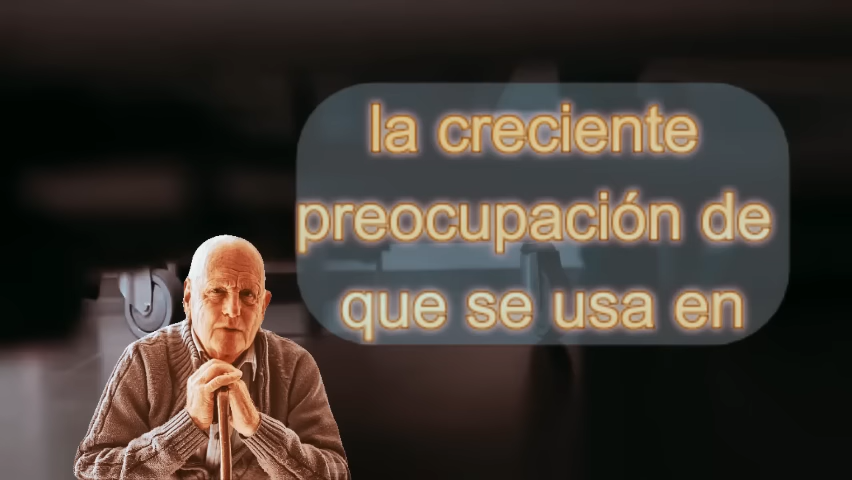 la creciente
preocupación de
que se usa en